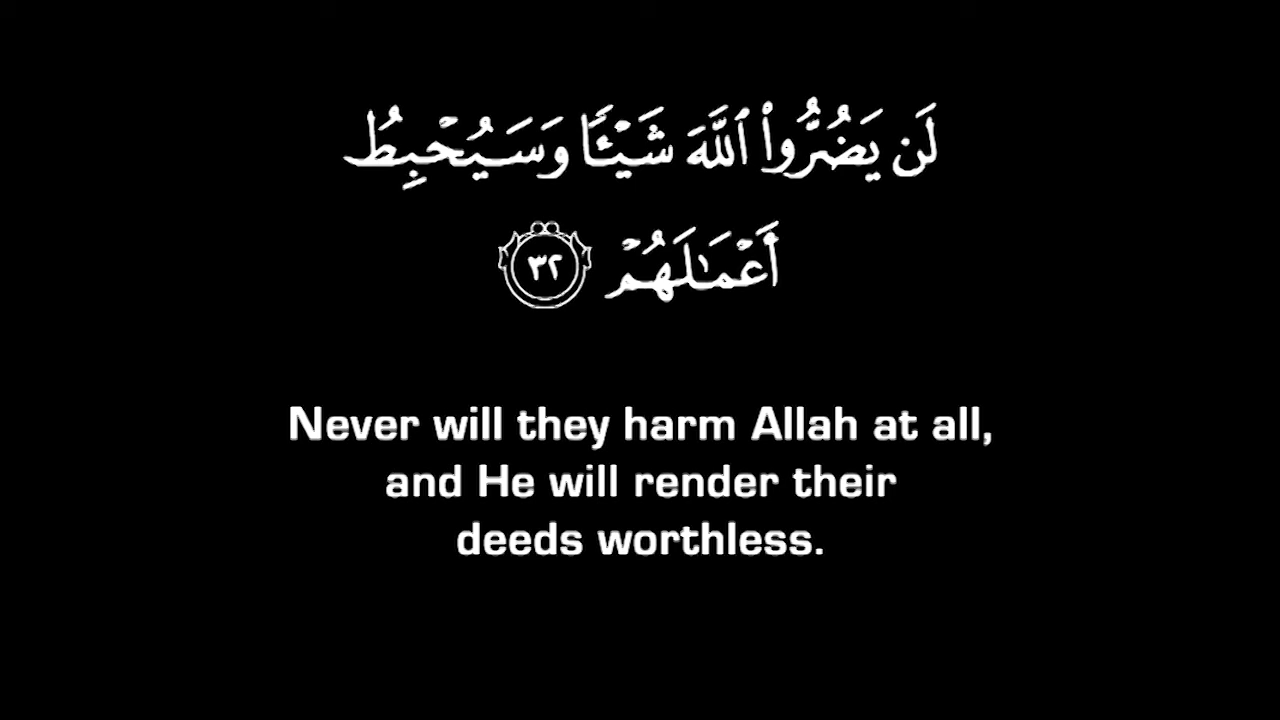 لَن يَضُرُّوا۟ ٱللَّهَ شَيْـًٔا وَسَيُحْبِطُ
أَعْمَـٰلَهُمْ ٣٢
Never will they harm Allah at all,
and He will render their
deeds worthless.